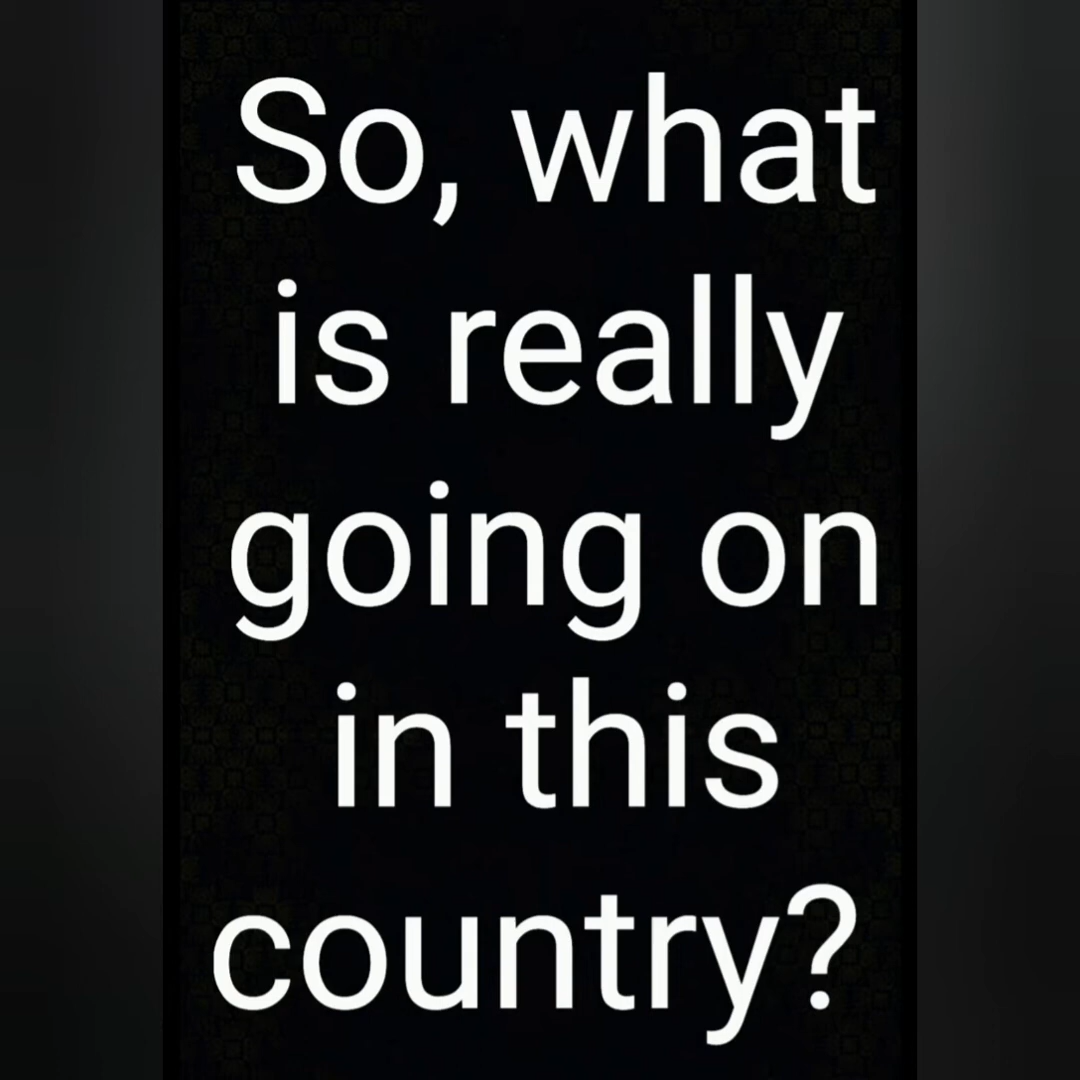 So, what
is really
going on
in this
country?